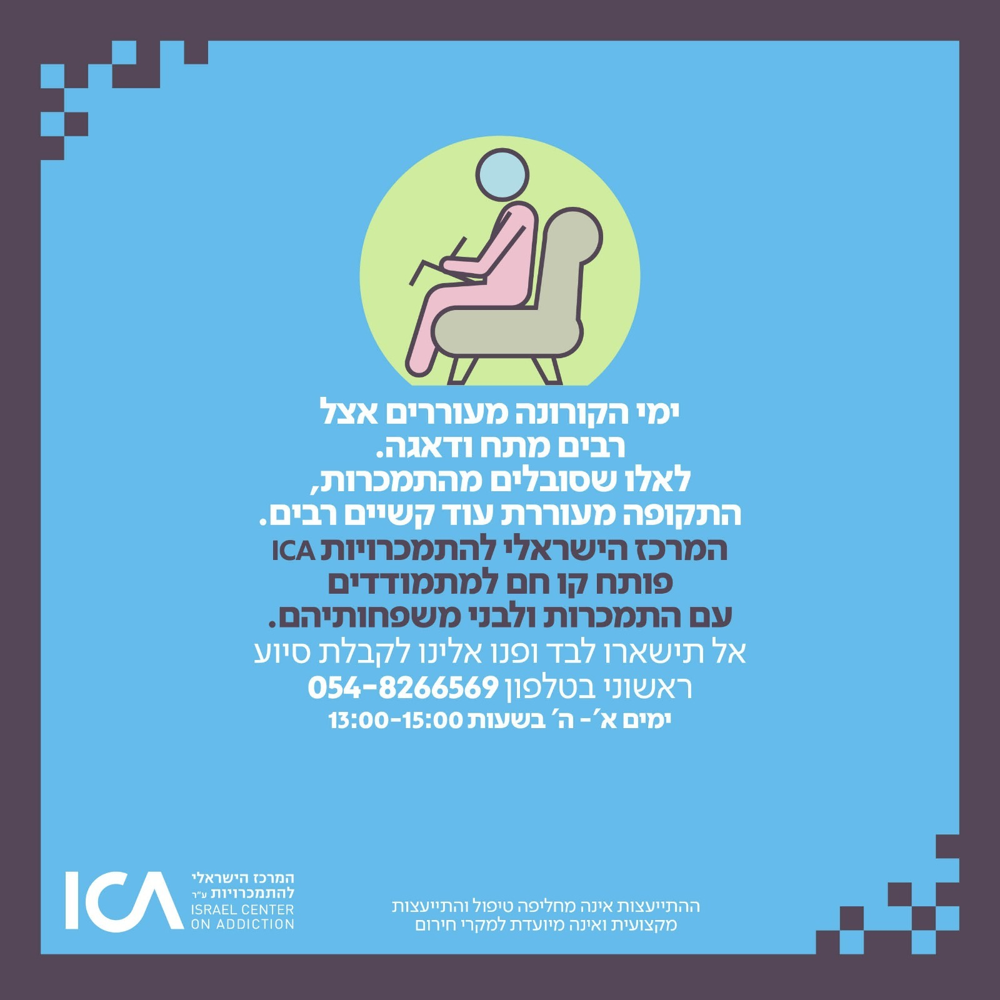 ימי הקורונה מעוררים אצל
רבים מתח ודאגה.
לאלו שסובלים מהתמכרות,
התקופה מעוררת עוד קשיים רבים.
המרכז הישראלי להתמכרויות ICA
פותח קו חם למתמודדים
עם התמכרות ולבני משפחותיהם.
אל תישארו לבד ופנו אלינו לקבלת סיוע
ראשוני בטלפון 054-8266569
ימים א׳- ה׳ בשעות 13:00-15:00
ICA
המרכז הישראלי
להתמכרויות ע"ר
ISRAEL CENTER
ON ADDICTION
ההתייעצות אינה מחליפה טיפול והתייעצות
מקצועית ואינה מיועדת למקרי חירום